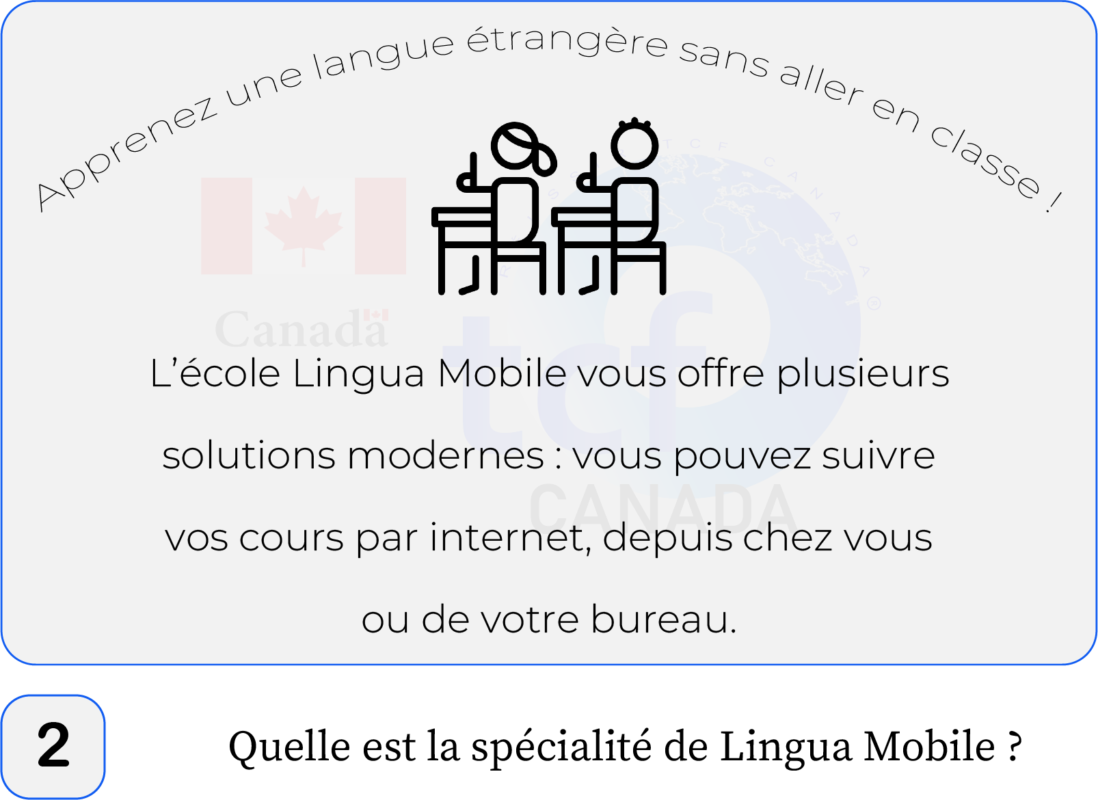 Apprenez une langue étrangère sans aller en classe !
TCF CANADA ®
Canada
tcf
CANADA
L’école Lingua Mobile vous offre plusieurs
solutions modernes : vous pouvez suivre
vos cours par internet, depuis chez vous
ou de votre bureau.
2
Quelle est la spécialité de Lingua Mobile ?